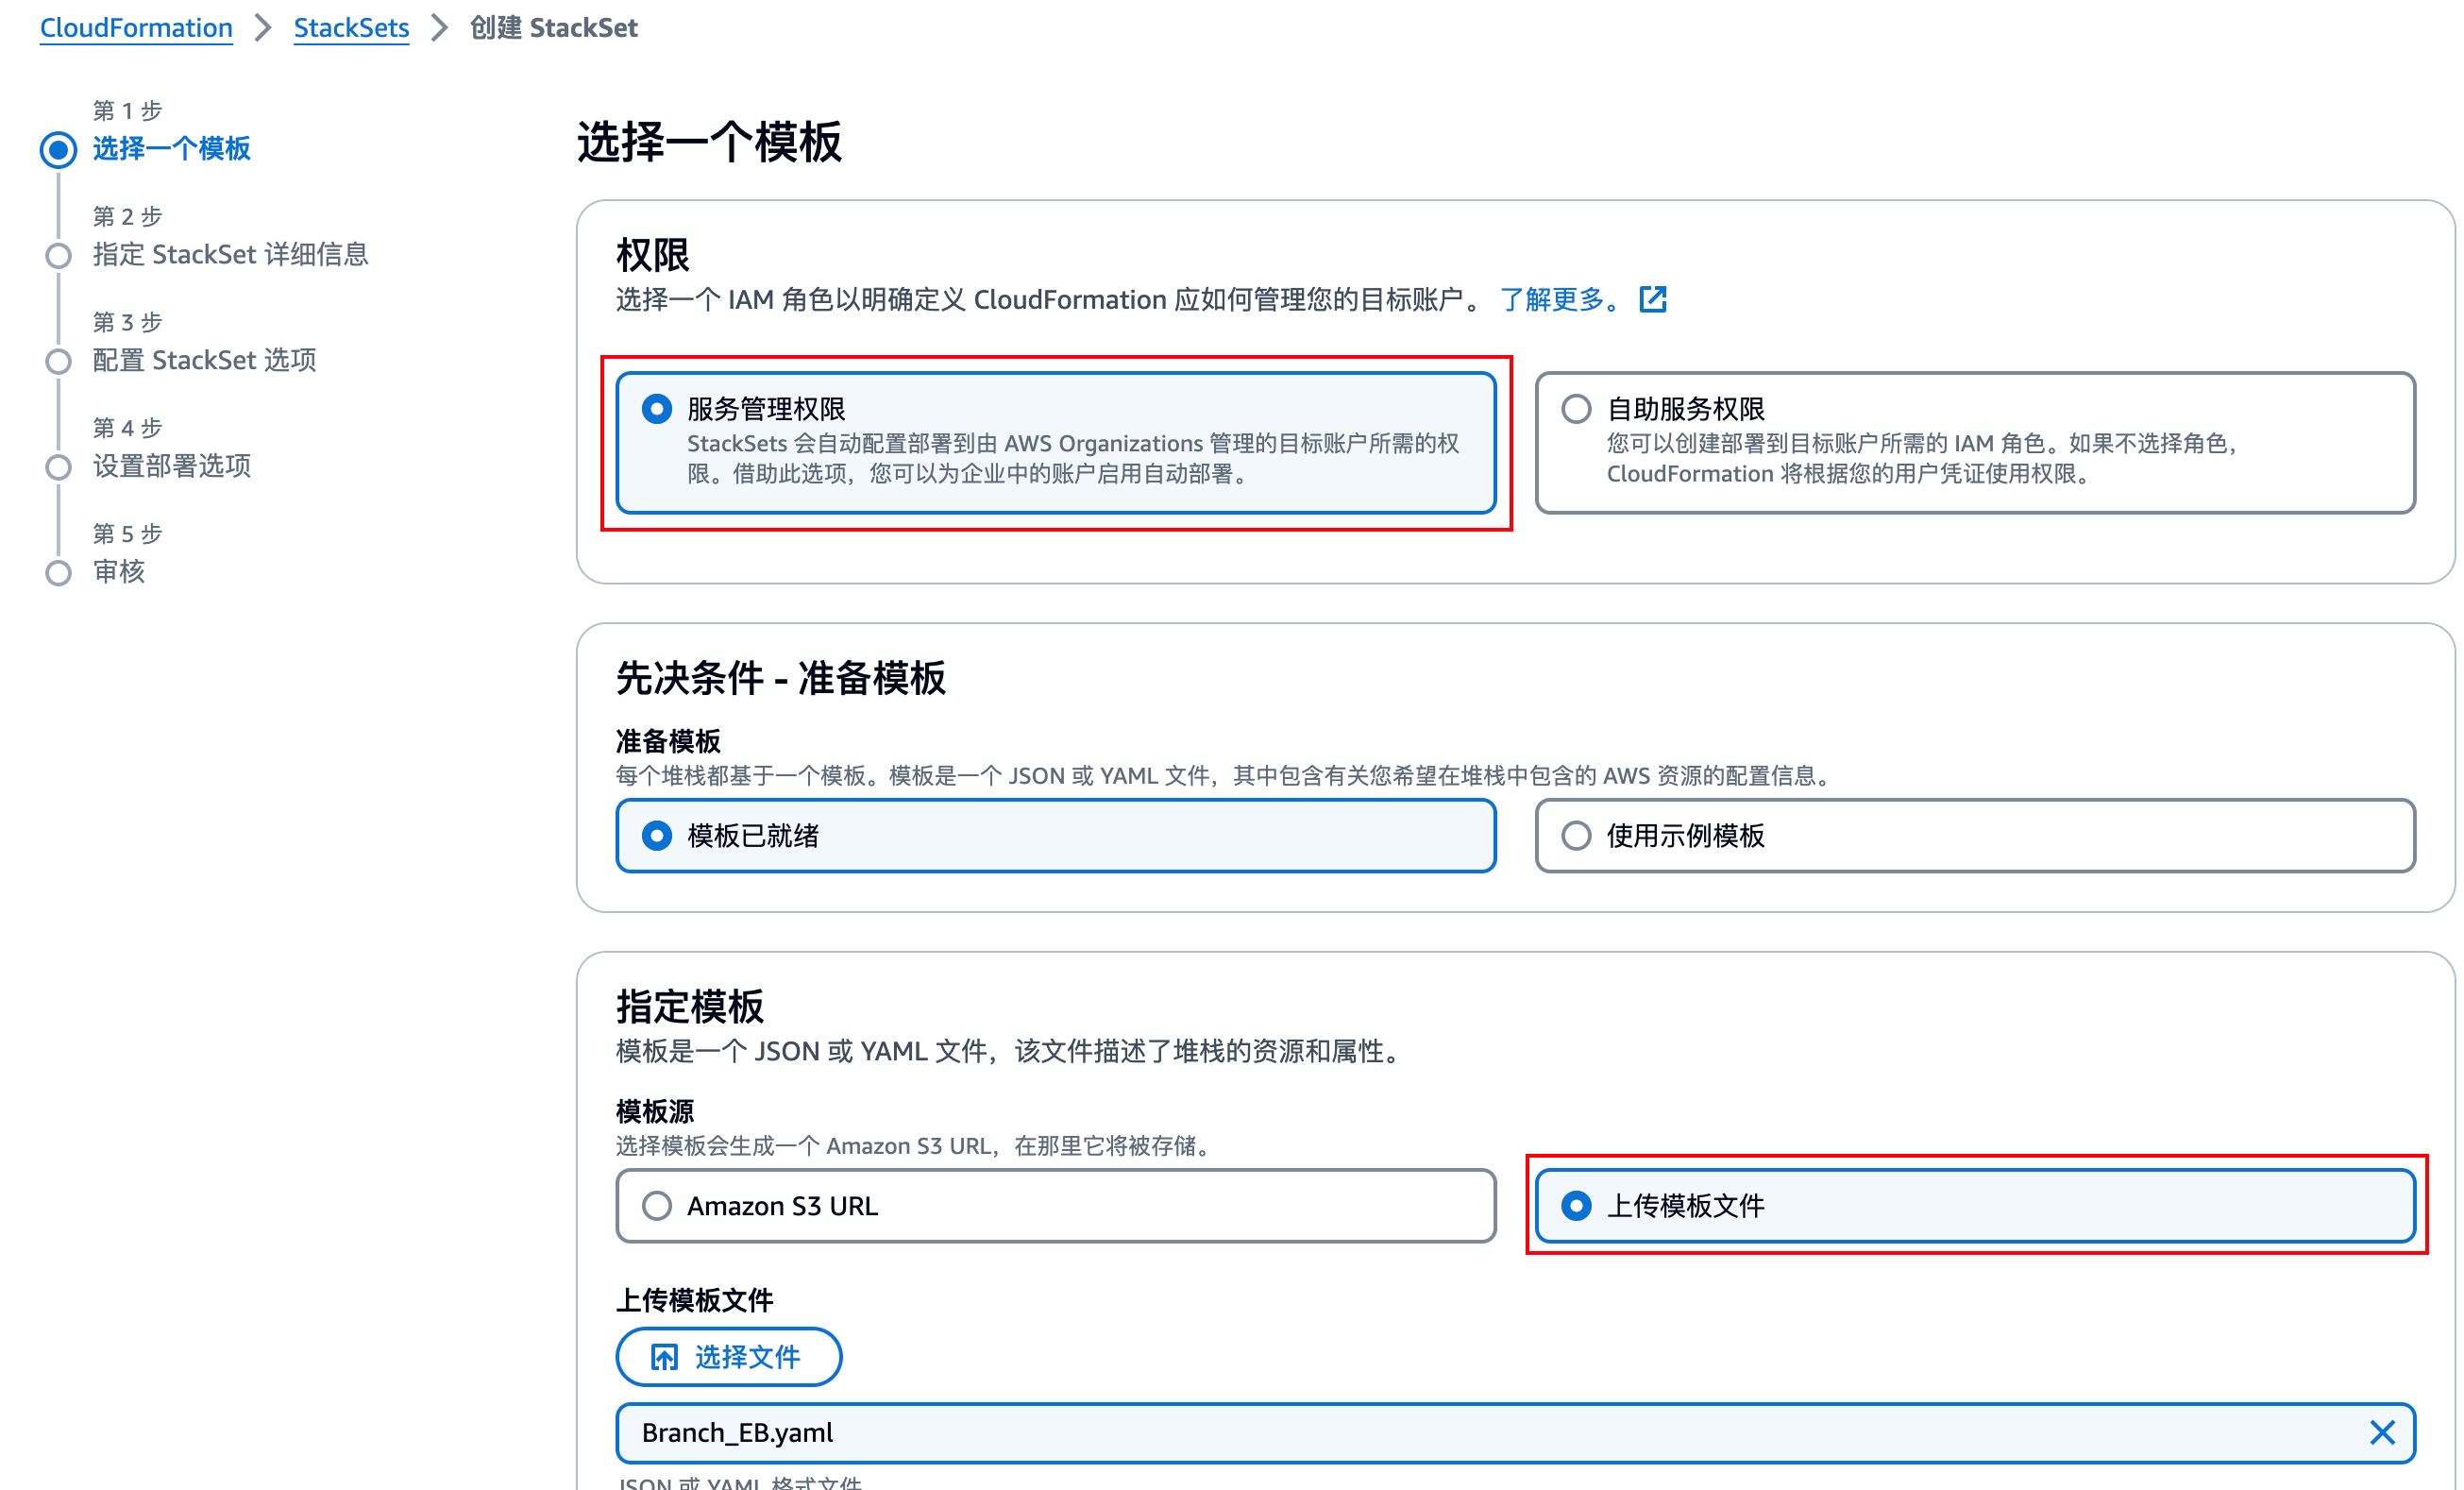 CloudFormation > StackSets > 创建 StackSet
第 1 步
选择一个模板
第 2 步
指定 StackSet 详细信息
第 3 步
配置 StackSet 选项
第 4 步
设置部署选项
第 5 步
审核
选择一个模板
权限
选择一个 IAM 角色以明确定义 CloudFormation 应如何管理您的目标账户。 了解更多。
服务管理权限
StackSets 会自动配置部署到由 AWS Organizations 管理的目标账户所需的权
限。借助此选项，您可以为企业中的账户启用自动部署。
自助服务权限
您可以创建部署到目标账户所需的 IAM 角色。如果不选择角色，
CloudFormation 将根据您的用户凭证使用权限。
先决条件 - 准备模板
准备模板
每个堆栈都基于一个模板。模板是一个 JSON 或 YAML 文件，其中包含有关您希望在堆栈中包含的 AWS 资源的配置信息。
模板已就绪
使用示例模板
指定模板
模板是一个 JSON 或 YAML 文件，该文件描述了堆栈的资源和属性。
模板源
选择模板会生成一个 Amazon S3 URL，在那里它将被存储。
Amazon S3 URL
上传模板文件
上传模板文件
选择文件
Branch_EB.yaml
JSON 或 YAML 格式文件